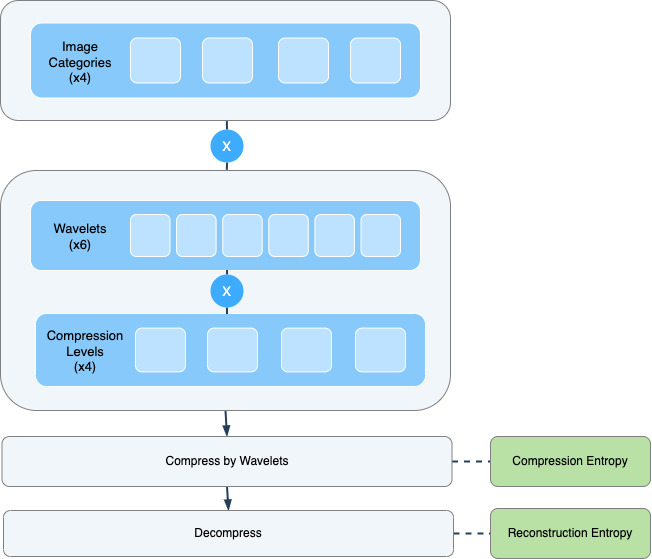 Image
Categories
(x4)
X
Wavelets
(x6)
X
Compression
Levels
(x4)
Compress by Wavelets
Compression Entropy
Decompress
Reconstruction Entropy